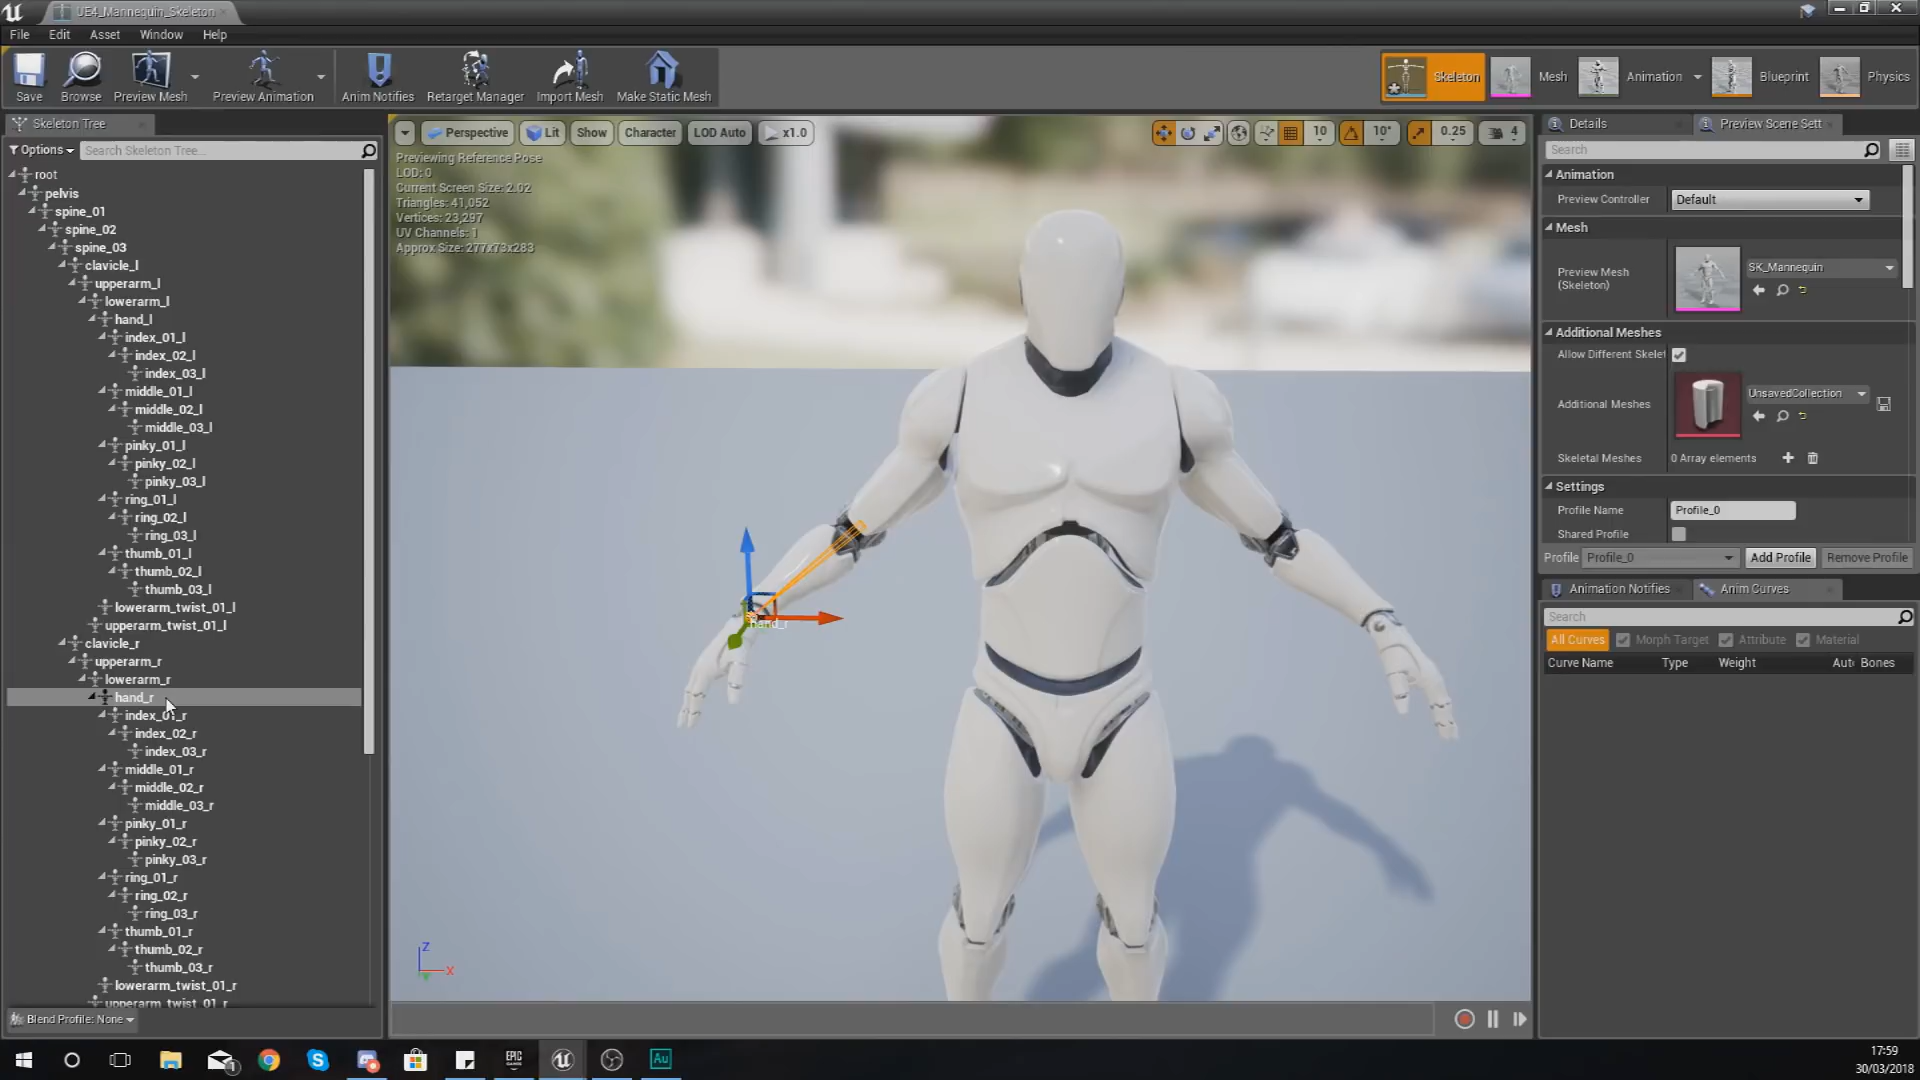 UE4_Mannequin_Skeleton
File Edit Asset Window Help
Save Browse Preview Mesh Preview Animation Anim Notifies Retarget Manager Import Mesh Make Static Mesh
Skeleton Mesh Animation Blueprint Physics
Skeleton Tree
Options Search Skeleton Tree...
root
pelvis
spine_01
spine_02
spine_03
clavicle_l
upperarm_l
lowerarm_l
hand_l
index_01_l
index_02_l
index_03_l
middle_01_l
middle_02_l
middle_03_l
pinky_01_l
pinky_02_l
pinky_03_l
ring_01_l
ring_02_l
ring_03_l
thumb_01_l
thumb_02_l
thumb_03_l
lowerarm_twist_01_l
upperarm_twist_01_l
clavicle_r
upperarm_r
lowerarm_r
hand_r
index_01_r
index_02_r
index_03_r
middle_01_r
middle_02_r
middle_03_r
pinky_01_r
pinky_02_r
pinky_03_r
ring_01_r
ring_02_r
ring_03_r
thumb_01_r
thumb_02_r
thumb_03_r
lowerarm_twist_01_r
upperarm_twist_01_r
Blend Profile: None
Perspective Lit Show Character LOD Auto x1.0
10 10° 0.25 4
Previewing Reference Pose
LOD: 0
Current Screen Size: 2.02
Triangles: 41,052
Vertices: 23,297
UV Channels: 1
Approx Size: 277x73x283
hand_r
Z
X
Details Preview Scene Sett
Search
Animation
Preview Controller Default
Mesh
Preview Mesh
(Skeleton)
SK_Mannequin
Additional Meshes
Allow Different Skelet
Additional Meshes UnsavedCollection
Skeletal Meshes 0 Array elements
Settings
Profile Name Profile_0
Shared Profile
Profile Profile_0 Add Profile Remove Profile
Animation Notifies Anim Curves
Search
All Curves Morph Target Attribute Material
Curve Name Type Weight Aut Bones
EPIC
GAMES
Au
1
17:59
30/03/2018